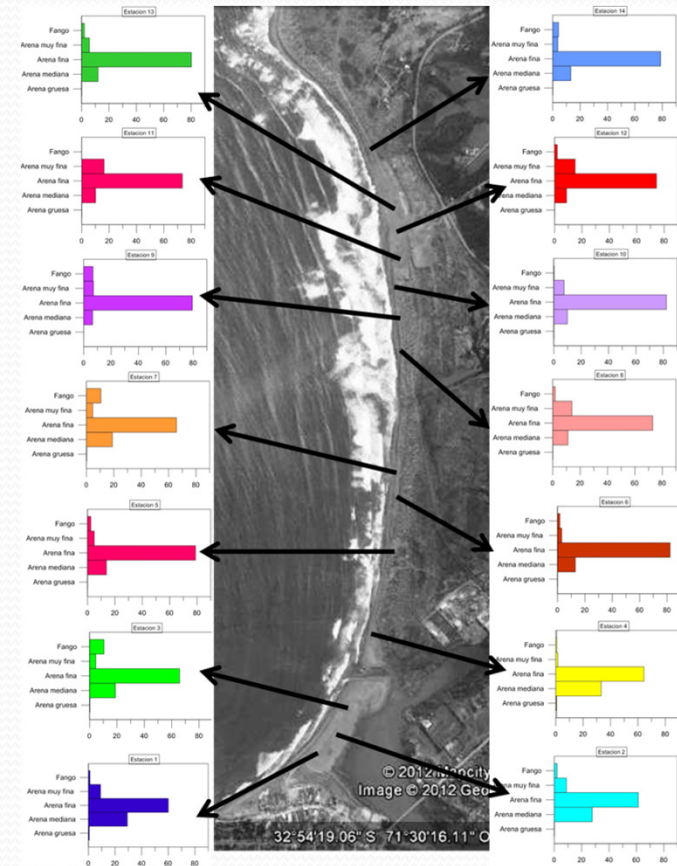 Estacion 13
Fango
Arena muy fina
Arena fina
Arena mediana
Arena gruesa
0 20 40 60 80
Estacion 14
Fango
Arena muy fina
Arena fina
Arena mediana
Arena gruesa
0 20 40 60 80
Estacion 11
Fango
Arena muy fina
Arena fina
Arena mediana
Arena gruesa
0 20 40 60 80
Estacion 12
Fango
Arena muy fina
Arena fina
Arena mediana
Arena gruesa
0 20 40 60 80
Estacion 9
Fango
Arena muy fina
Arena fina
Arena mediana
Arena gruesa
0 20 40 60 80
Estacion 10
Fango
Arena muy fina
Arena fina
Arena mediana
Arena gruesa
0 20 40 60 80
Estacion 7
Fango
Arena muy fina
Arena fina
Arena mediana
Arena gruesa
0 20 40 60 80
Estacion 8
Fango
Arena muy fina
Arena fina
Arena mediana
Arena gruesa
0 20 40 60 80
Estacion 5
Fango
Arena muy fina
Arena fina
Arena mediana
Arena gruesa
0 20 40 60 80
Estacion 6
Fango
Arena muy fina
Arena fina
Arena mediana
Arena gruesa
0 20 40 60 80
Estacion 3
Fango
Arena muy fina
Arena fina
Arena mediana
Arena gruesa
0 20 40 60 80
Estacion 4
Fango
Arena muy fina
Arena fina
Arena mediana
Arena gruesa
0 20 40 60 80
Estacion 1
Fango
Arena muy fina
Arena fina
Arena mediana
Arena gruesa
0 20 40 60 80
Estacion 2
Fango
muy fina
Arena fina
Arena mediana
Arena gruesa
0 20 40 60 80
© 2012 Mapcity
Image © 2012 Geo
32°54'19.06" S 71°30'16.11" O